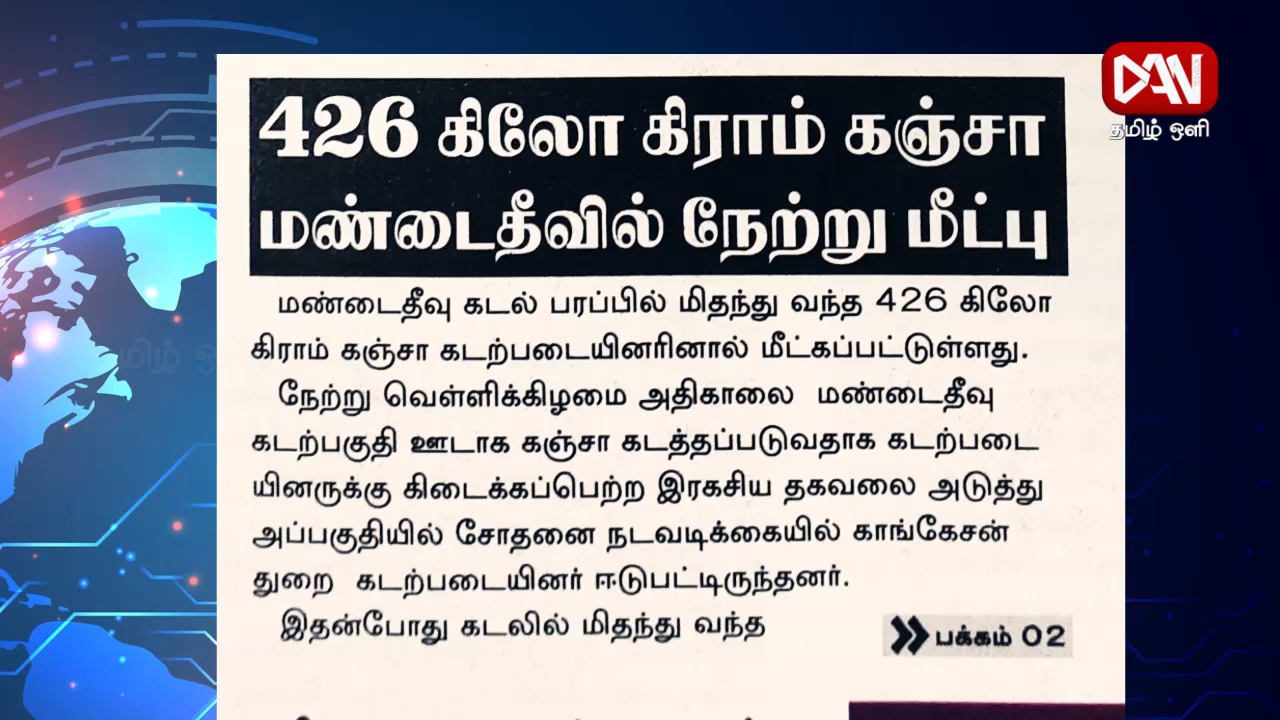 DAN
தமிழ் ஒளி
426 கிலோ கிராம் கஞ்சா
மண்டைதீவில் நேற்று மீட்பு
மண்டைதீவு கடல் பரப்பில் மிதந்து வந்த 426 கிலோ
கிராம் கஞ்சா கடற்படையினரினால் மீட்கப்பட்டுள்ளது.
நேற்று வெள்ளிக்கிழமை அதிகாலை மண்டைதீவு
கடற்பகுதி ஊடாக கஞ்சா கடத்தப்படுவதாக கடற்படை
யினருக்கு கிடைக்கப்பெற்ற இரகசிய தகவலை அடுத்து
அப்பகுதியில் சோதனை நடவடிக்கையில் காங்கேசன்
துறை கடற்படையினர் ஈடுபட்டிருந்தனர்.
இதன்போது கடலில் மிதந்து வந்த
பக்கம் 02